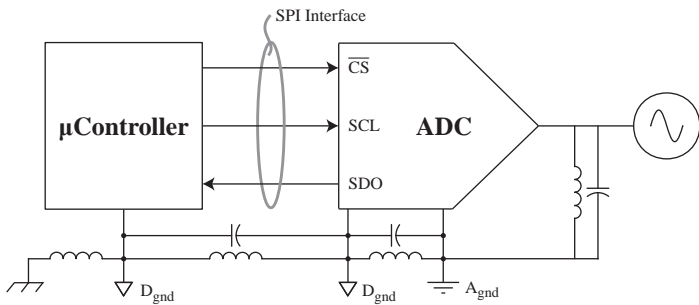 SPI Interface
µController
CS
SCL
SDO
ADC
Dgnd
Dgnd
Agnd